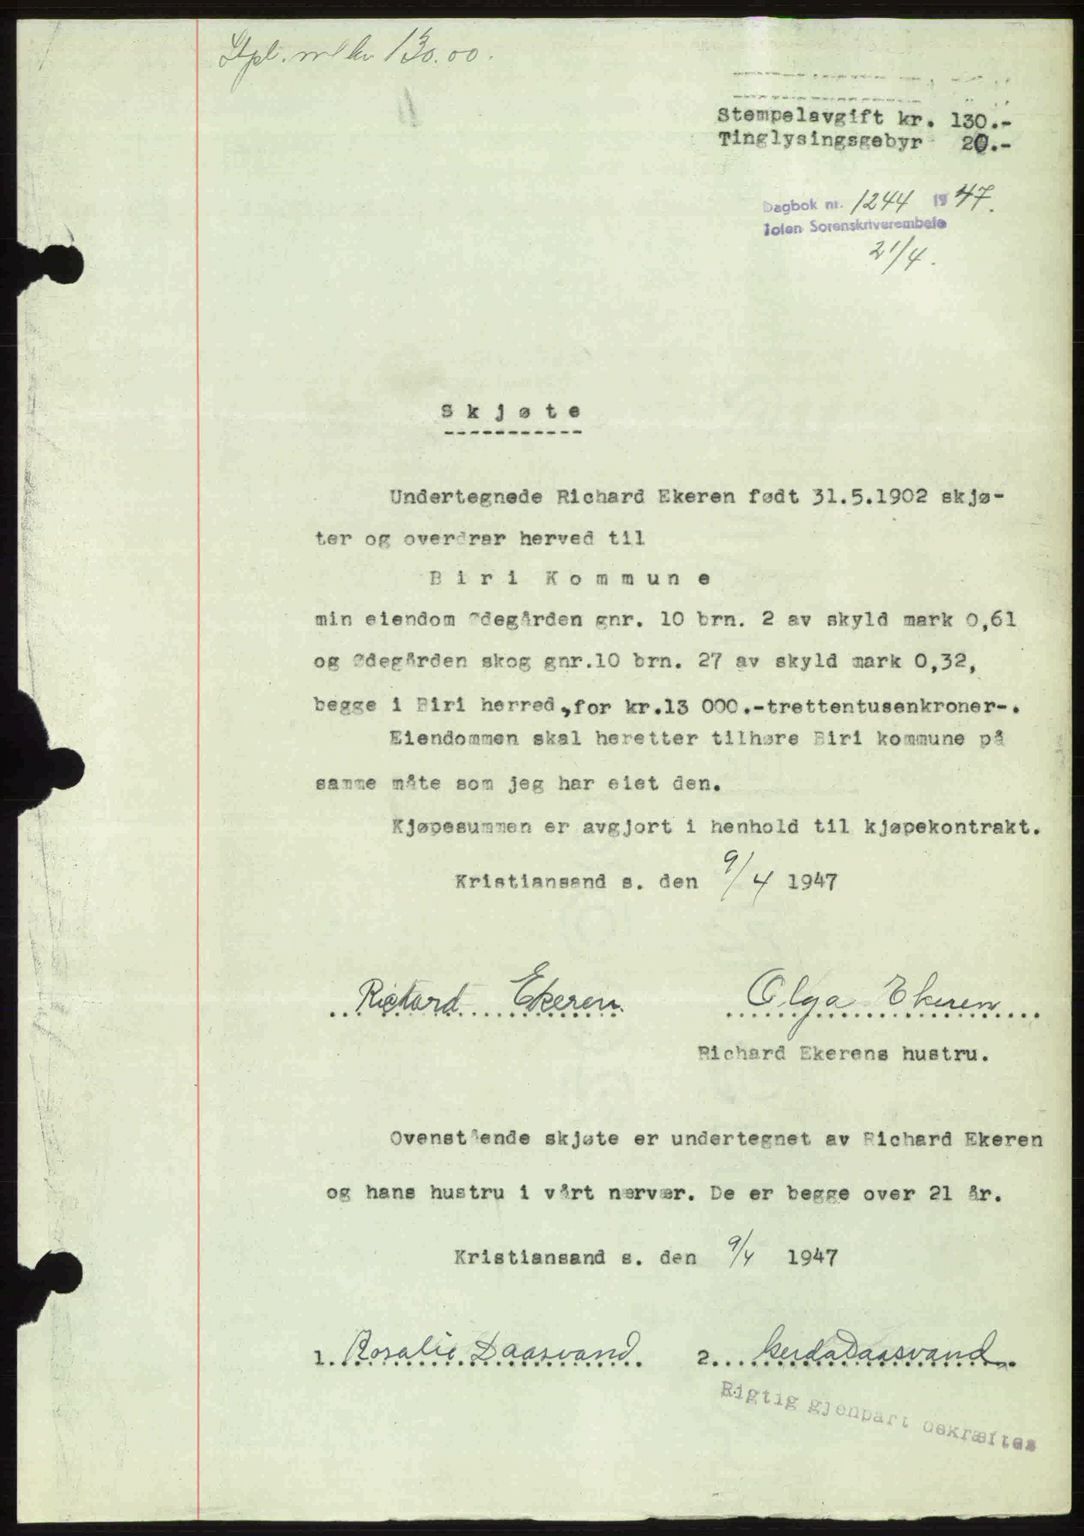 Stpl. m/ kr 130.00.
Stempelavgift kr. 130.-
Tinglysingsgebyr 20.-
Dagbok nr. 1244 1947.
Toten Sorenskriverembede
21/4.
Skjøte
Undertegnede Richard Ekeren født 31.5.1902 skjø-
ter og overdrar herved til
Biri Kommune
min eiendom Ødegården gnr. 10 brn. 2 av skyld mark 0,61
og Ødegården skog gnr.10 brn. 27 av skyld mark 0,32,
begge i Biri herred, for kr.13 000.-trettentusenkroner-.
Eiendommen skal heretter tilhøre Biri kommune på
samme måte som jeg har eiet den.
Kjøpesummen er avgjort i henhold til kjøpekontrakt.
Kristiansand s. den 9/4 1947
Richard Ekeren Olga Ekeren
Richard Ekerens hustru.
Ovenstående skjøte er undertegnet av Richard Ekeren
og hans hustru i vårt nærvær. De er begge over 21 år.
Kristiansand s. den 9/4 1947
1. Rosalie Daasvand 2. Gerda Daasvand
Rigtig gjenpart bekræftes